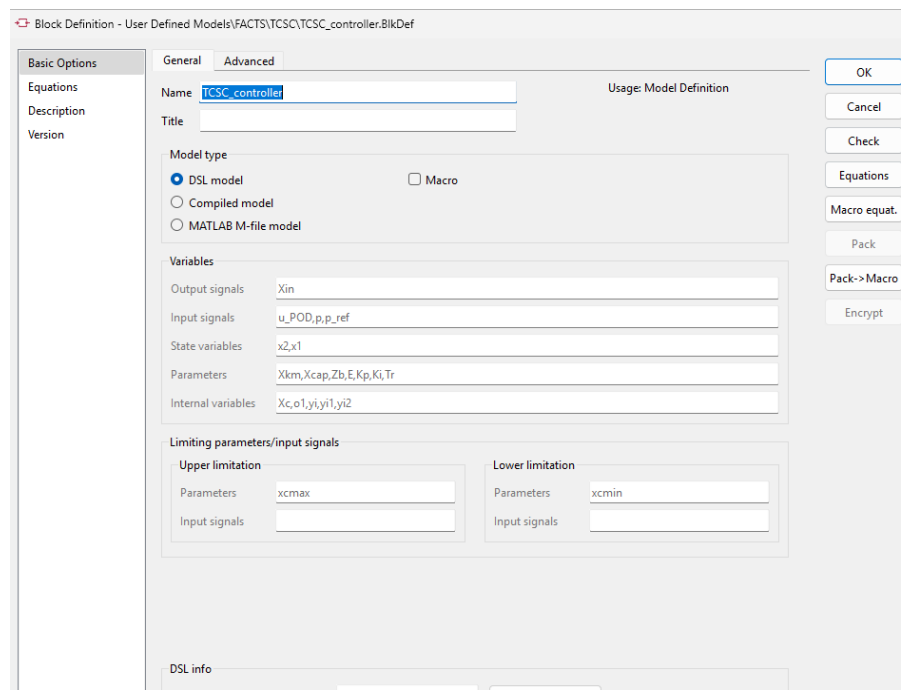 Block Definition - User Defined Models\FACTS\TCSC\TCSC_controller.BlkDef
Basic Options
Equations
Description
Version
General Advanced
Name TCSC_controller Usage: Model Definition
Title
Model type
DSL model Macro
Compiled model
MATLAB M-file model
Variables
Output signals Xin
Input signals u_POD,p,p_ref
State variables x2,x1
Parameters Xkm,Xcap,Zb,E,Kp,Ki,Tr
Internal variables Xc,o1,yi,yi1,yi2
Limiting parameters/input signals
Upper limitation Lower limitation
Parameters xcmax Parameters xcmin
Input signals Input signals
DSL info
OK
Cancel
Check
Equations
Macro equat.
Pack
Pack->Macro
Encrypt